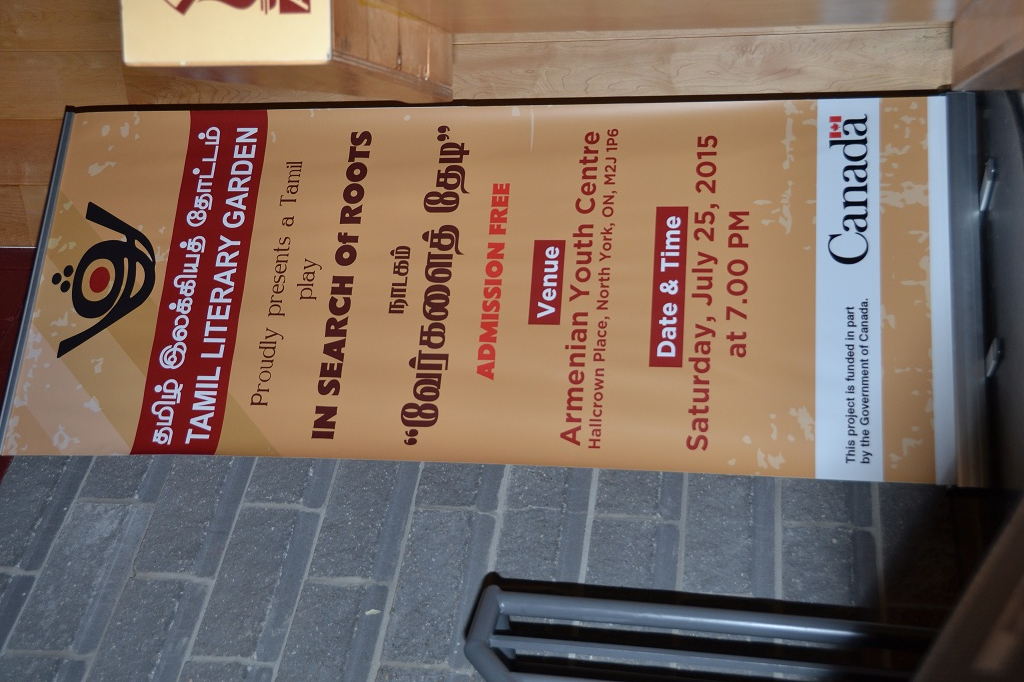 தமிழ் இலக்கியத் தோட்டம்
TAMIL LITERARY GARDEN
Proudly presents a Tamil
play
IN SEARCH Of ROOTS
நாடகம்
“வேர்களைத் தேடி”
ADMISSION FREE
Venue
Armenian Youth Centre
Hallcrown Place, North York, ON, M2J 1P6
Date & Time
Saturday, July 25, 2015
at 7.00 PM
This project is funded in part
by the Government of Canada.
Canada